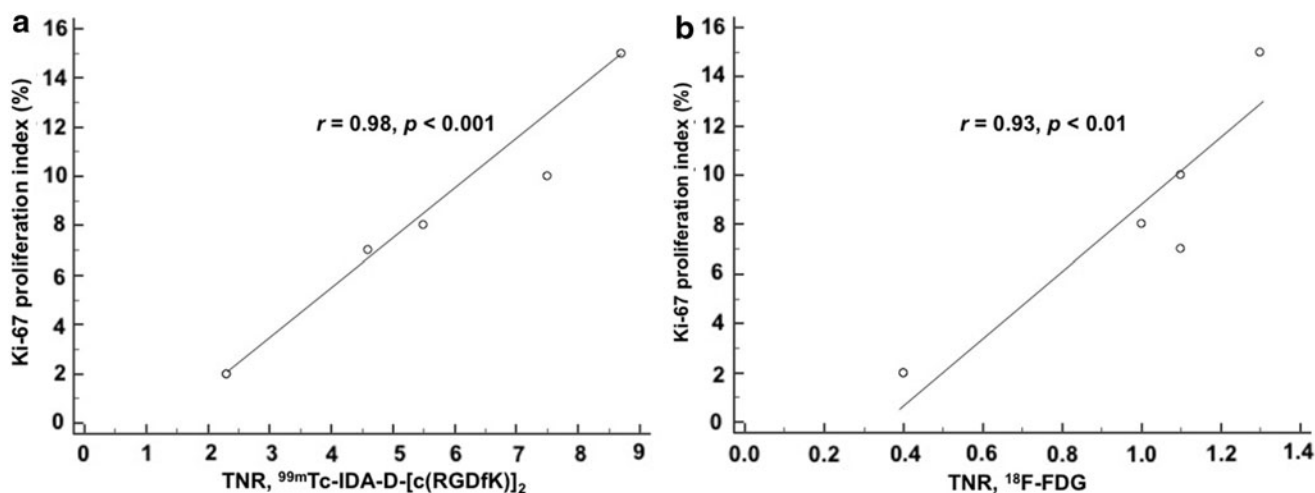 a
Ki-67 proliferation index (%)
16
14
12
10
8
6
4
2
0
r = 0.98, p < 0.001
0 1 2 3 4 5 6 7 8 9
TNR, ⁹⁹ᵐTc-IDA-D-[c(RGDfK)]₂
b
Ki-67 proliferation index (%)
16
14
12
10
8
6
4
2
0
r = 0.93, p < 0.01
0.0 0.2 0.4 0.6 0.8 1.0 1.2 1.4
TNR, ¹⁸F-FDG